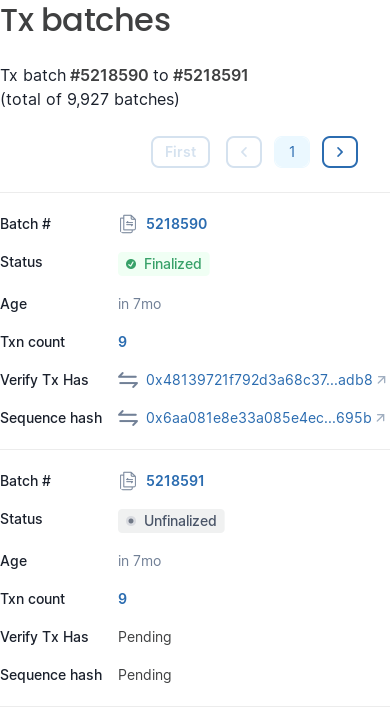 Tx batches
Tx batch #5218590 to #5218591
(total of 9,927 batches)
First 1
Batch # 5218590
Status Finalized
Age in 7mo
Txn count 9
Verify Tx Has 0x48139721f792d3a68c37...adb8
Sequence hash 0x6aa081e8e33a085e4ec...695b
Batch # 5218591
Status Unfinalized
Age in 7mo
Txn count 9
Verify Tx Has Pending
Sequence hash Pending